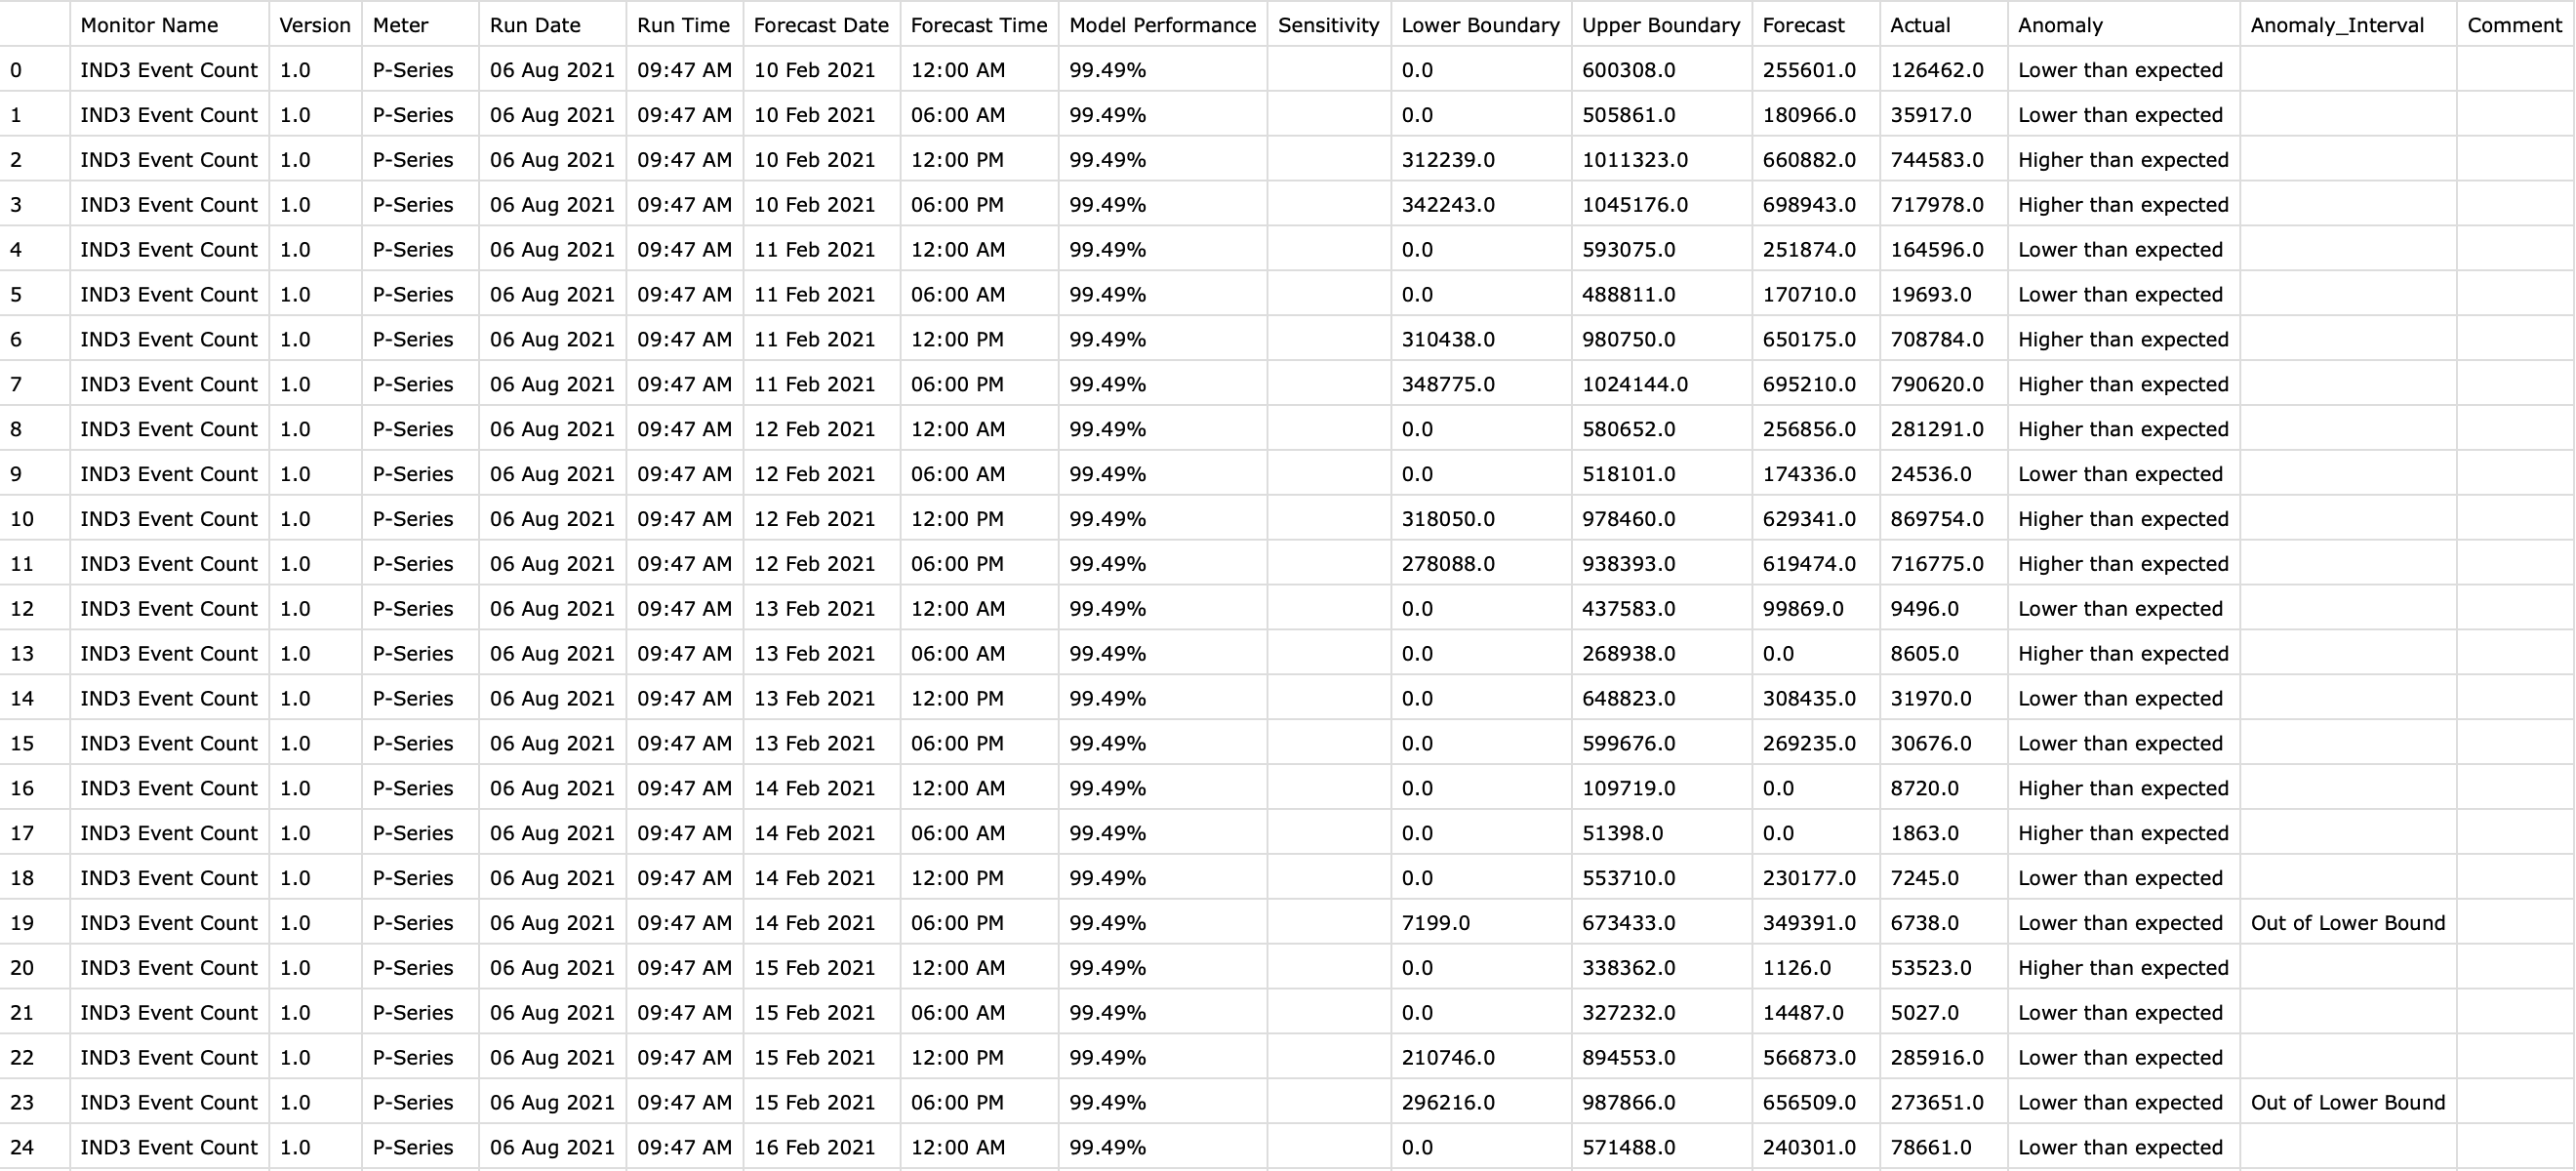 Monitor Name Version Meter Run Date Run Time Forecast Date Forecast Time Model Performance Sensitivity Lower Boundary Upper Boundary Forecast Actual Anomaly Anomaly_Interval Comment
0 IND3 Event Count 1.0 P-Series 06 Aug 2021 09:47 AM 10 Feb 2021 12:00 AM 99.49% 0.0 600308.0 255601.0 126462.0 Lower than expected
1 IND3 Event Count 1.0 P-Series 06 Aug 2021 09:47 AM 10 Feb 2021 06:00 AM 99.49% 0.0 505861.0 180966.0 35917.0 Lower than expected
2 IND3 Event Count 1.0 P-Series 06 Aug 2021 09:47 AM 10 Feb 2021 12:00 PM 99.49% 312239.0 1011323.0 660882.0 744583.0 Higher than expected
3 IND3 Event Count 1.0 P-Series 06 Aug 2021 09:47 AM 10 Feb 2021 06:00 PM 99.49% 342243.0 1045176.0 698943.0 717978.0 Higher than expected
4 IND3 Event Count 1.0 P-Series 06 Aug 2021 09:47 AM 11 Feb 2021 12:00 AM 99.49% 0.0 593075.0 251874.0 164596.0 Lower than expected
5 IND3 Event Count 1.0 P-Series 06 Aug 2021 09:47 AM 11 Feb 2021 06:00 AM 99.49% 0.0 488811.0 170710.0 19693.0 Lower than expected
6 IND3 Event Count 1.0 P-Series 06 Aug 2021 09:47 AM 11 Feb 2021 12:00 PM 99.49% 310438.0 980750.0 650175.0 708784.0 Higher than expected
7 IND3 Event Count 1.0 P-Series 06 Aug 2021 09:47 AM 11 Feb 2021 06:00 PM 99.49% 348775.0 1024144.0 695210.0 790620.0 Higher than expected
8 IND3 Event Count 1.0 P-Series 06 Aug 2021 09:47 AM 12 Feb 2021 12:00 AM 99.49% 0.0 580652.0 256856.0 281291.0 Higher than expected
9 IND3 Event Count 1.0 P-Series 06 Aug 2021 09:47 AM 12 Feb 2021 06:00 AM 99.49% 0.0 518101.0 174336.0 24536.0 Lower than expected
10 IND3 Event Count 1.0 P-Series 06 Aug 2021 09:47 AM 12 Feb 2021 12:00 PM 99.49% 318050.0 978460.0 629341.0 869754.0 Higher than expected
11 IND3 Event Count 1.0 P-Series 06 Aug 2021 09:47 AM 12 Feb 2021 06:00 PM 99.49% 278088.0 938393.0 619474.0 716775.0 Higher than expected
12 IND3 Event Count 1.0 P-Series 06 Aug 2021 09:47 AM 13 Feb 2021 12:00 AM 99.49% 0.0 437583.0 99869.0 9496.0 Lower than expected
13 IND3 Event Count 1.0 P-Series 06 Aug 2021 09:47 AM 13 Feb 2021 06:00 AM 99.49% 0.0 268938.0 0.0 8605.0 Higher than expected
14 IND3 Event Count 1.0 P-Series 06 Aug 2021 09:47 AM 13 Feb 2021 12:00 PM 99.49% 0.0 648823.0 308435.0 31970.0 Lower than expected
15 IND3 Event Count 1.0 P-Series 06 Aug 2021 09:47 AM 13 Feb 2021 06:00 PM 99.49% 0.0 599676.0 269235.0 30676.0 Lower than expected
16 IND3 Event Count 1.0 P-Series 06 Aug 2021 09:47 AM 14 Feb 2021 12:00 AM 99.49% 0.0 109719.0 0.0 8720.0 Higher than expected
17 IND3 Event Count 1.0 P-Series 06 Aug 2021 09:47 AM 14 Feb 2021 06:00 AM 99.49% 0.0 51398.0 0.0 1863.0 Higher than expected
18 IND3 Event Count 1.0 P-Series 06 Aug 2021 09:47 AM 14 Feb 2021 12:00 PM 99.49% 0.0 553710.0 230177.0 7245.0 Lower than expected
19 IND3 Event Count 1.0 P-Series 06 Aug 2021 09:47 AM 14 Feb 2021 06:00 PM 99.49% 7199.0 673433.0 349391.0 6738.0 Lower than expected Out of Lower Bound
20 IND3 Event Count 1.0 P-Series 06 Aug 2021 09:47 AM 15 Feb 2021 12:00 AM 99.49% 0.0 338362.0 1126.0 53523.0 Higher than expected
21 IND3 Event Count 1.0 P-Series 06 Aug 2021 09:47 AM 15 Feb 2021 06:00 AM 99.49% 0.0 327232.0 14487.0 5027.0 Lower than expected
22 IND3 Event Count 1.0 P-Series 06 Aug 2021 09:47 AM 15 Feb 2021 12:00 PM 99.49% 210746.0 894553.0 566873.0 285916.0 Lower than expected
23 IND3 Event Count 1.0 P-Series 06 Aug 2021 09:47 AM 15 Feb 2021 06:00 PM 99.49% 296216.0 987866.0 656509.0 273651.0 Lower than expected Out of Lower Bound
24 IND3 Event Count 1.0 P-Series 06 Aug 2021 09:47 AM 16 Feb 2021 12:00 AM 99.49% 0.0 571488.0 240301.0 78661.0 Lower than expected